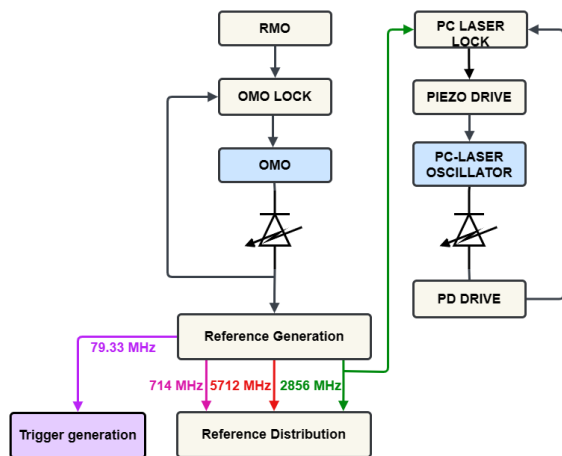 RMO
OMO LOCK
OMO
Reference Generation
79.33 MHz
714 MHz
5712 MHz
2856 MHz
Trigger generation
Reference Distribution
PC LASER
LOCK
PIEZO DRIVE
PC-LASER
OSCILLATOR
PD DRIVE